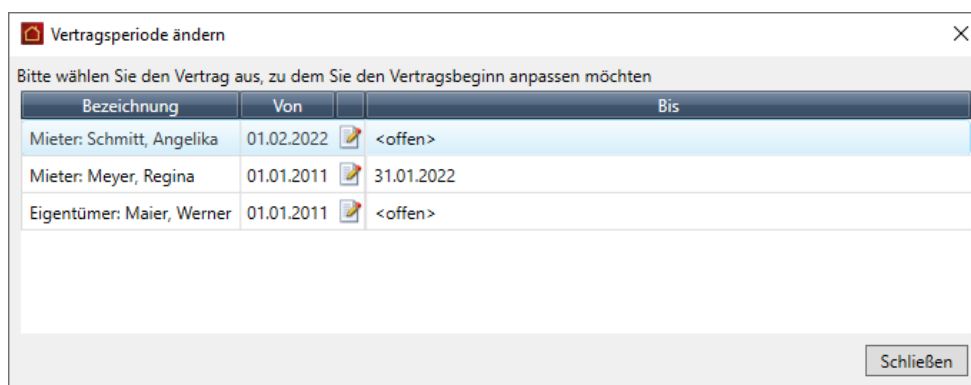 Vertragsperiode ändern
Bitte wählen Sie den Vertrag aus, zu dem Sie den Vertragsbeginn anpassen möchten
Bezeichnung Von Bis
Mieter: Schmitt, Angelika 01.02.2022 <offen>
Mieter: Meyer, Regina 01.01.2011 31.01.2022
Eigentümer: Maier, Werner 01.01.2011 <offen>
Schließen